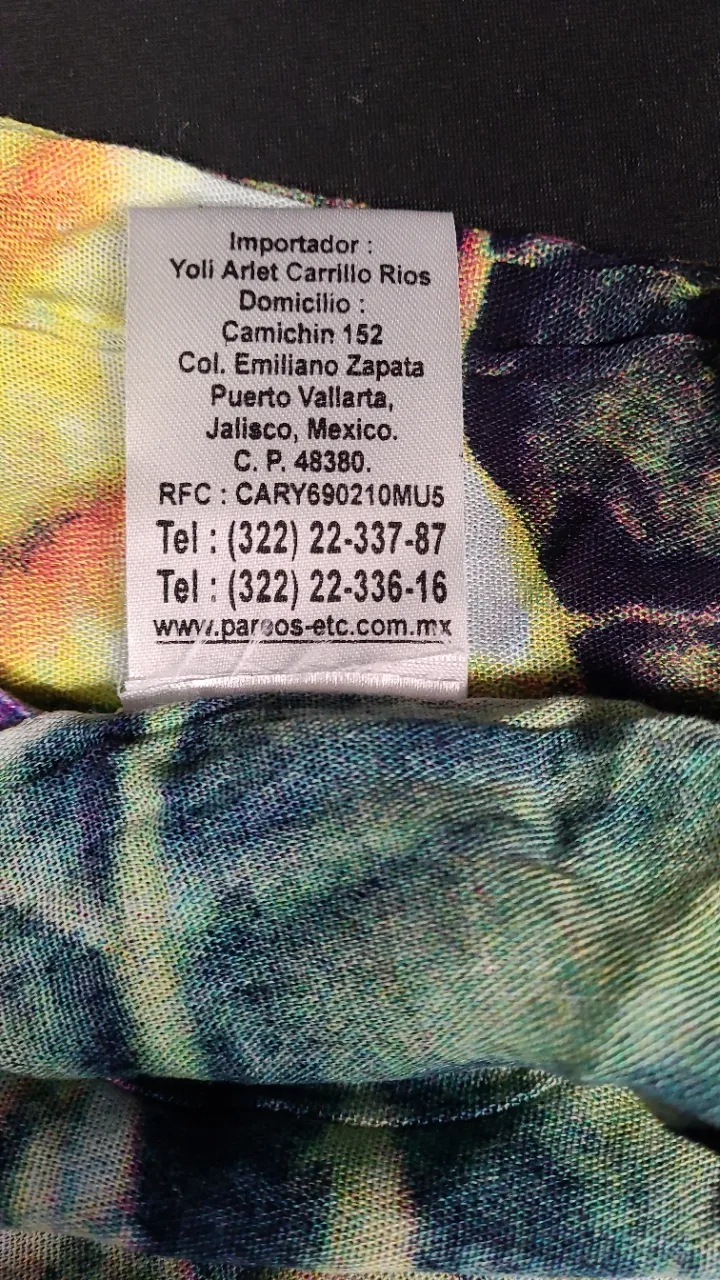 Importador :
Yoli Arlet Carrillo Rios
Domicilio :
Camichin 152
Col. Emiliano Zapata
Puerto Vallarta,
Jalisco, Mexico.
C. P. 48380.
RFC : CARY690210MU5
Tel : (322) 22-337-87
Tel : (322) 22-336-16
www.pareos-etc.com.mx